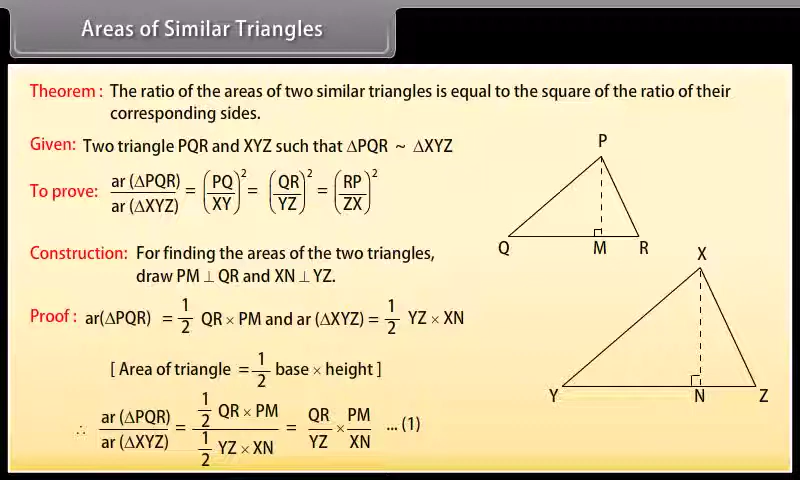 Areas of Similar Triangles
Theorem : The ratio of the areas of two similar triangles is equal to the square of the ratio of their
corresponding sides.
Given: Two triangle PQR and XYZ such that ΔPQR ~ ΔXYZ
To prove: ar (ΔPQR)/ar (ΔXYZ) = (PQ/XY)² = (QR/YZ)² = (RP/ZX)²
Construction: For finding the areas of the two triangles,
draw PM ⊥ QR and XN ⊥ YZ.
Proof : ar(ΔPQR) = 1/2 QR × PM and ar (ΔXYZ) = 1/2 YZ × XN
[ Area of triangle = 1/2 base × height ]
∴ ar (ΔPQR)/ar (ΔXYZ) = (1/2 QR × PM)/(1/2 YZ × XN) = QR/YZ × PM/XN ... (1)
P
Q M R
X
Y N Z